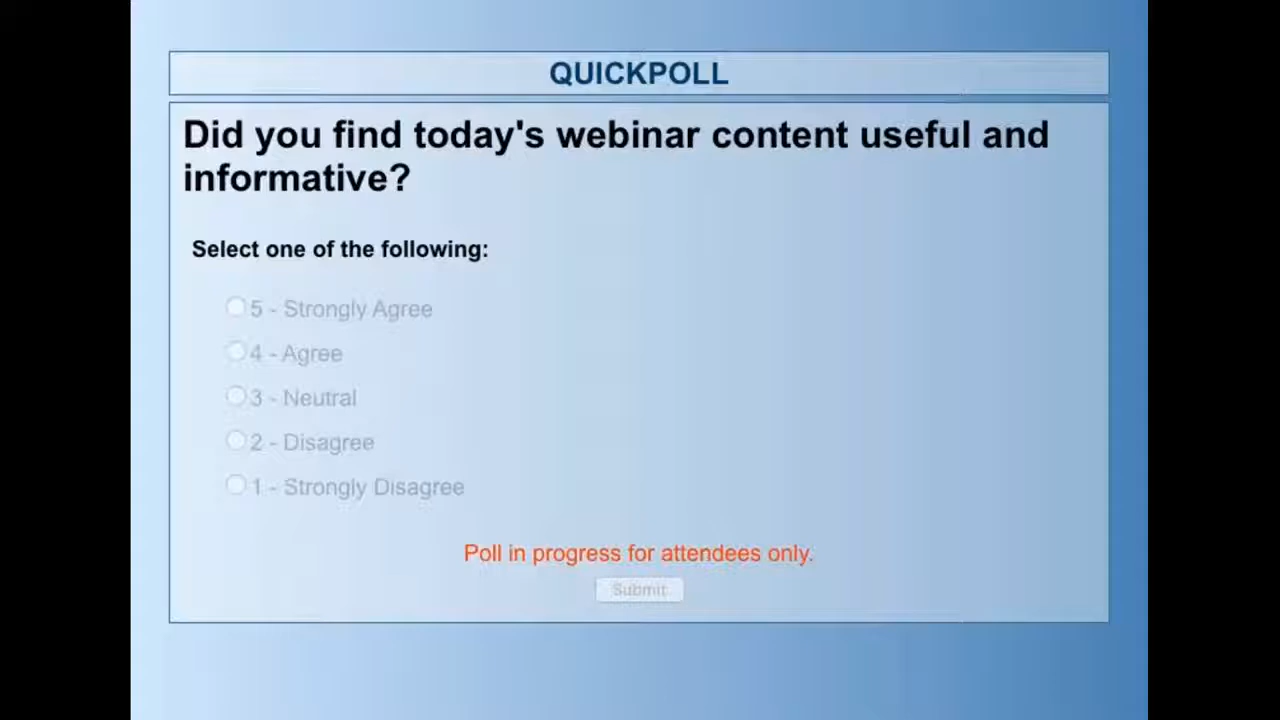 QUICKPOLL
Did you find today's webinar content useful and
informative?
Select one of the following:
5 - Strongly Agree
4 - Agree
3 - Neutral
2 - Disagree
1 - Strongly Disagree
Poll in progress for attendees only.
Submit